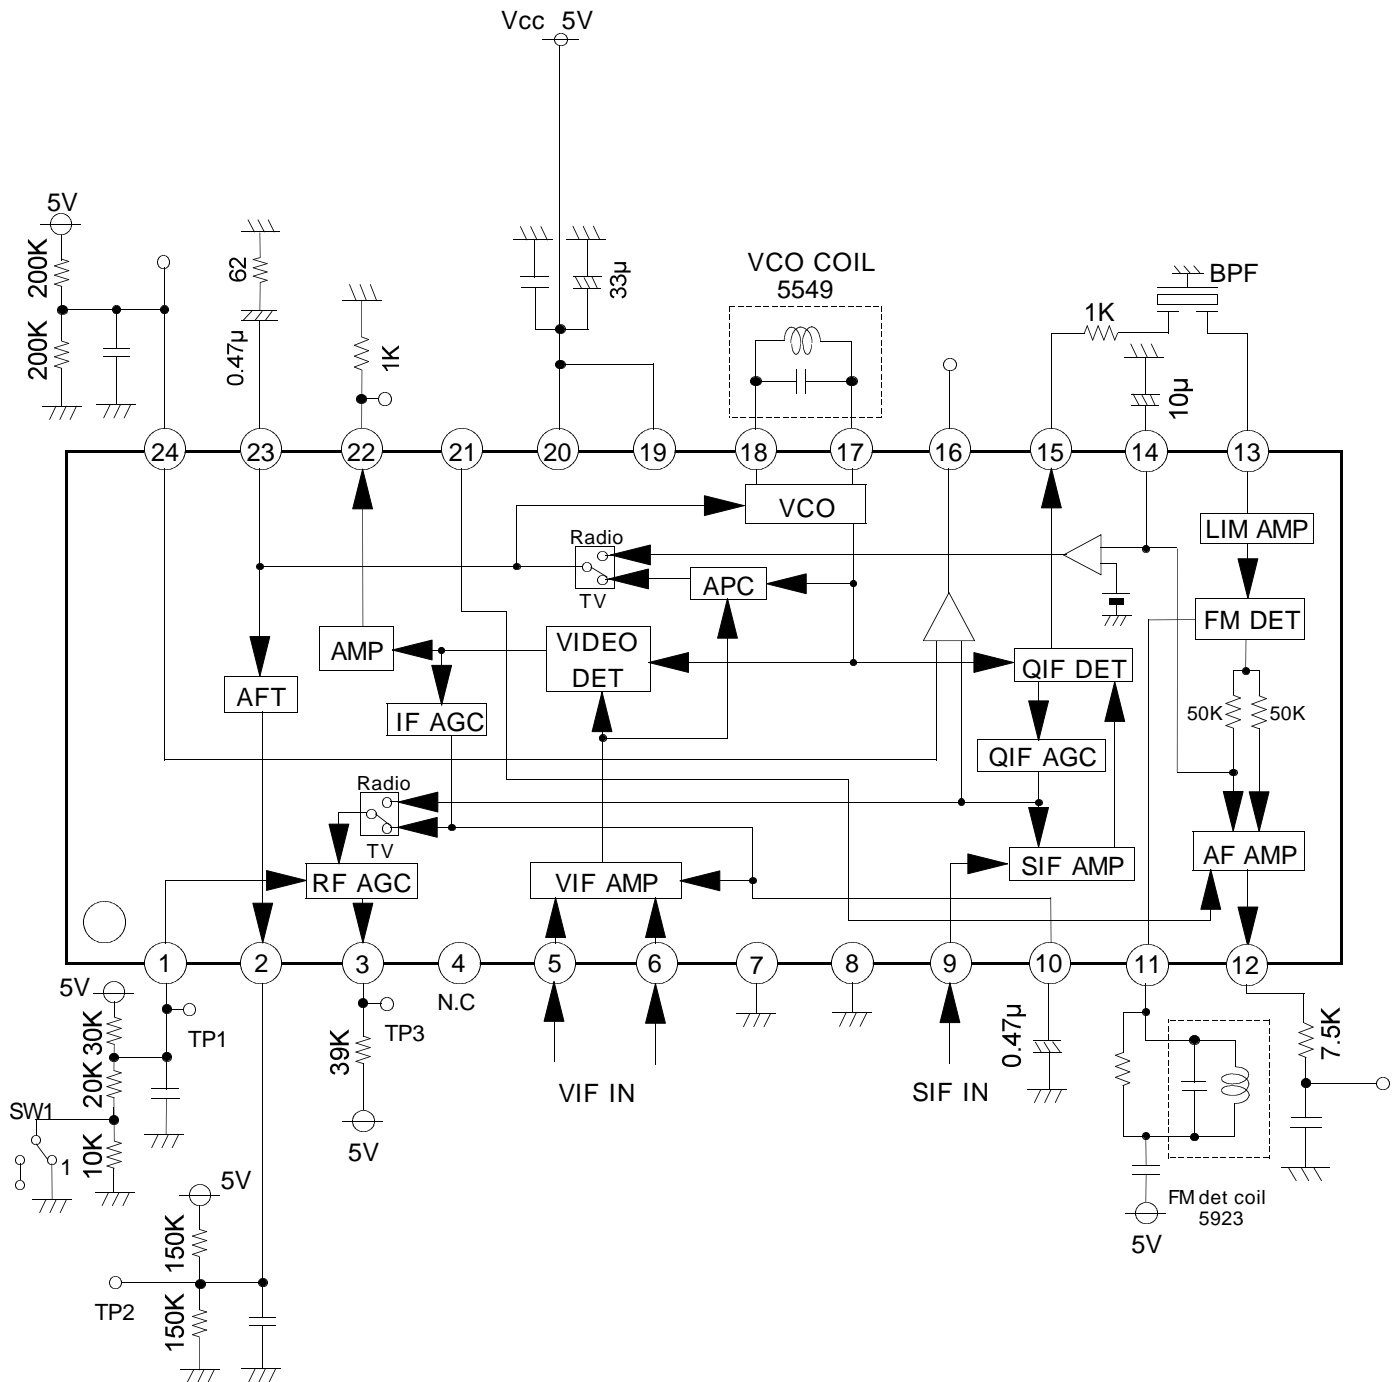 Vcc 5V
5V
200K
200K
62
0.47µ
1K
33µ
VCO COIL
5549
1K
BPF
10µ
24
23
22
21
20
19
18
17
16
15
14
13
VCO
LIM AMP
Radio
TV
APC
FM DET
AMP
VIDEO
DET
QIF DET
AFT
IF AGC
50K
50K
QIF AGC
Radio
TV
RF AGC
VIF AMP
SIF AMP
AF AMP
1
2
3
4
5
6
7
8
9
10
11
12
5V
30K
20K
10K
TP1
SW1
1
TP3
39K
5V
N.C
VIF IN
SIF IN
0.47µ
7.5K
FM det coil
5923
5V
5V
150K
150K
TP2